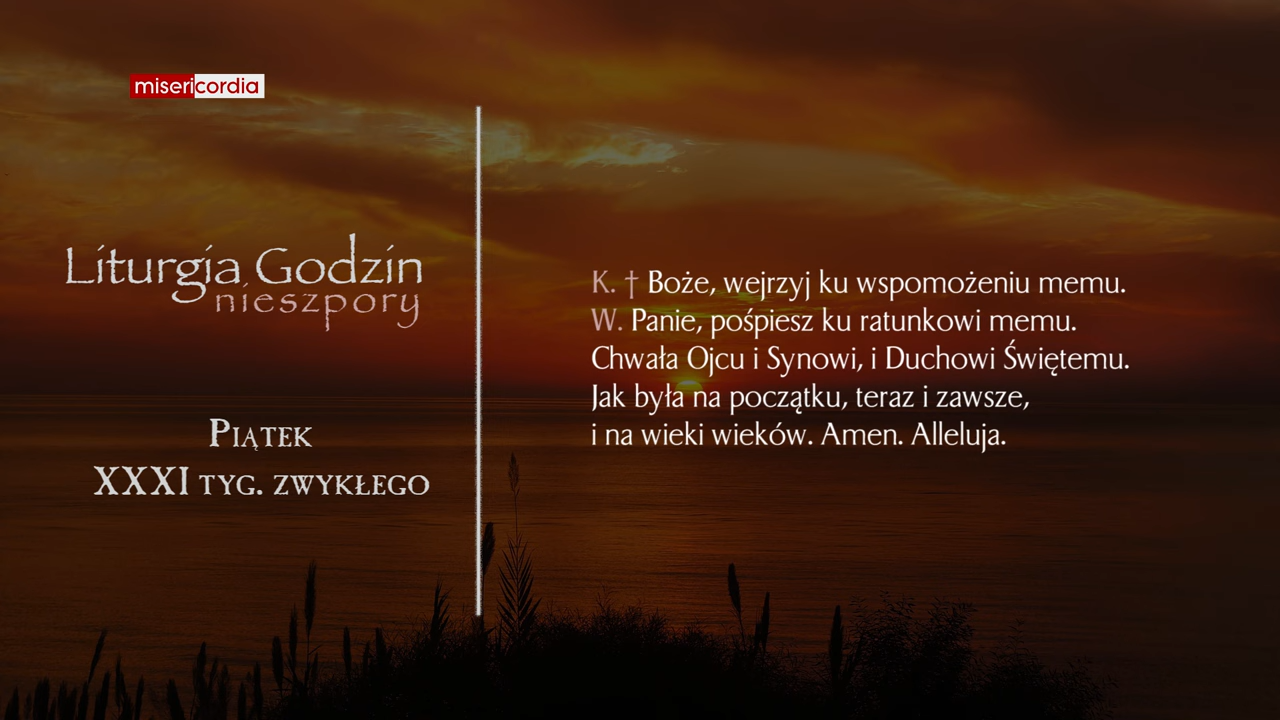 misericordia
Liturgia Godzin
nieszpory
Piątek
XXXI tyg. zwykłego
K. † Boże, wejrzyj ku wspomożeniu memu.
W. Panie, pośpiesz ku ratunkowi memu.
Chwała Ojcu i Synowi, i Duchowi Świętemu.
Jak była na początku, teraz i zawsze,
i na wieki wieków. Amen. Alleluja.